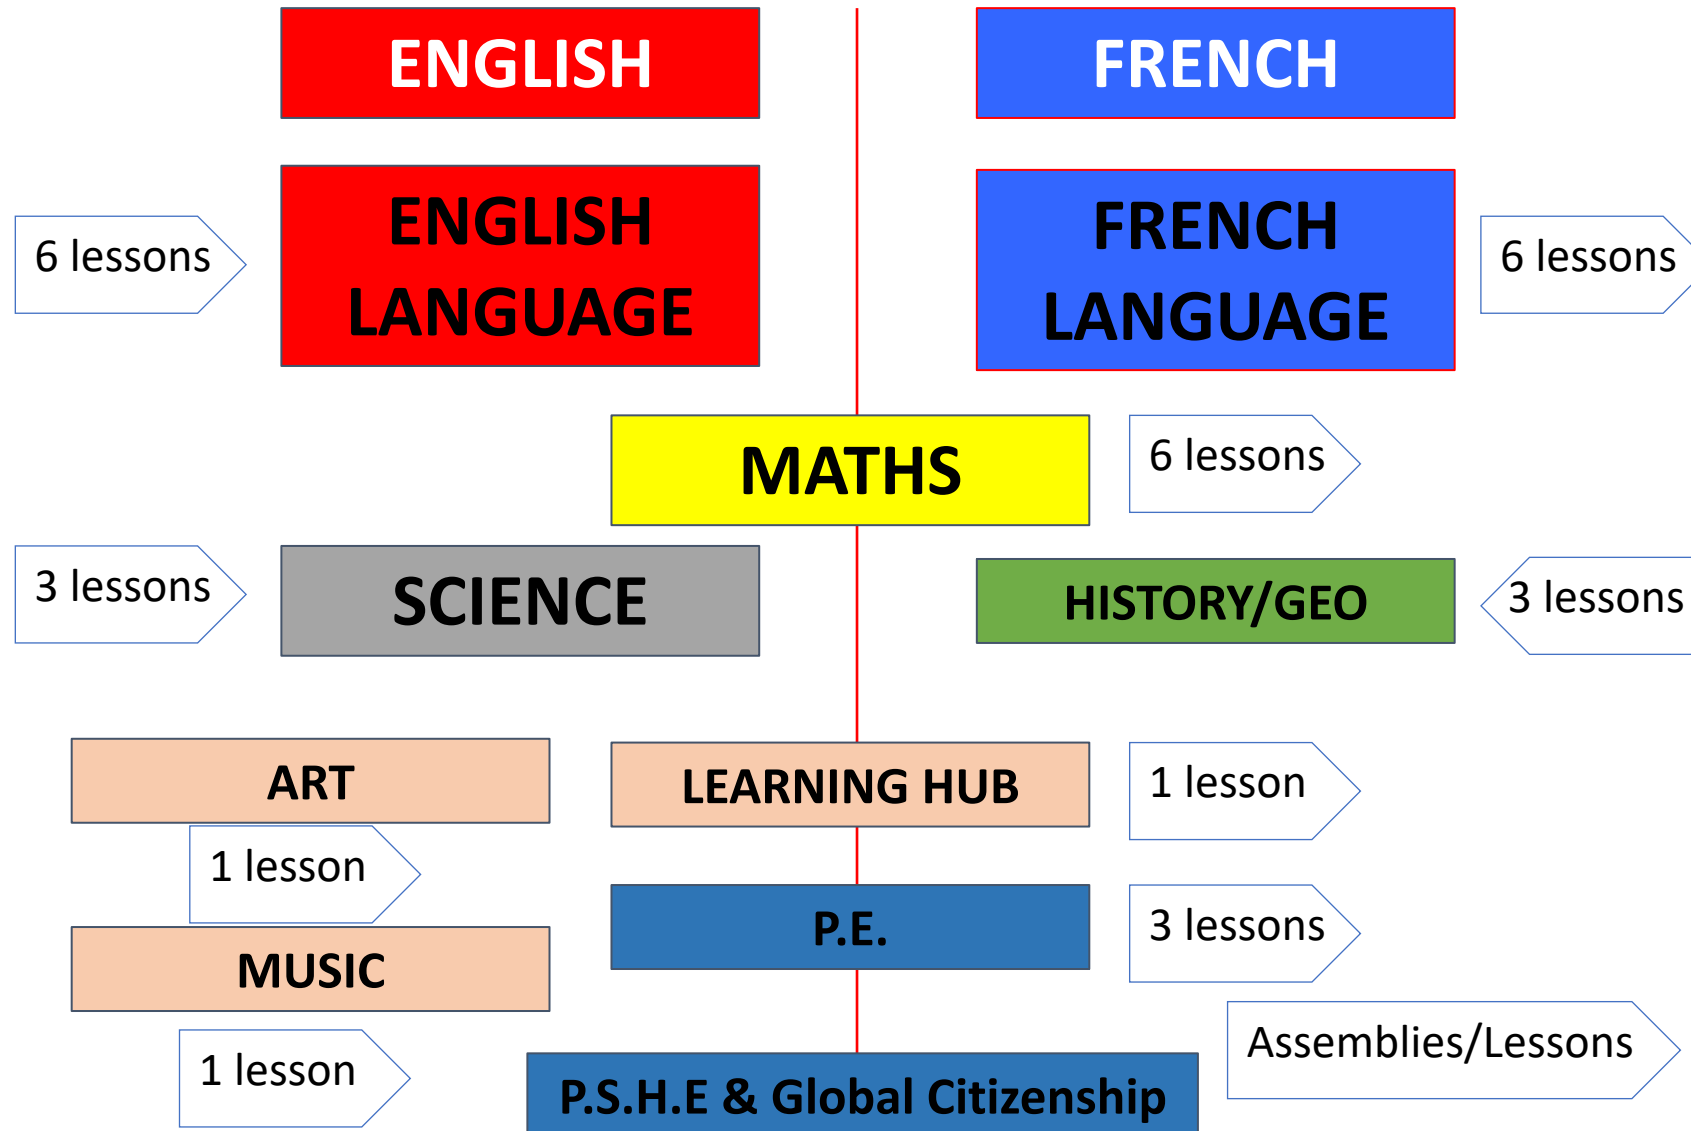 ENGLISH
FRENCH
6 lessons
ENGLISH
LANGUAGE
FRENCH
LANGUAGE
6 lessons
MATHS
6 lessons
3 lessons
SCIENCE
HISTORY/GEO
3 lessons
ART
LEARNING HUB
1 lesson
1 lesson
P.E.
3 lessons
MUSIC
1 lesson
Assemblies/Lessons
P.S.H.E & Global Citizenship